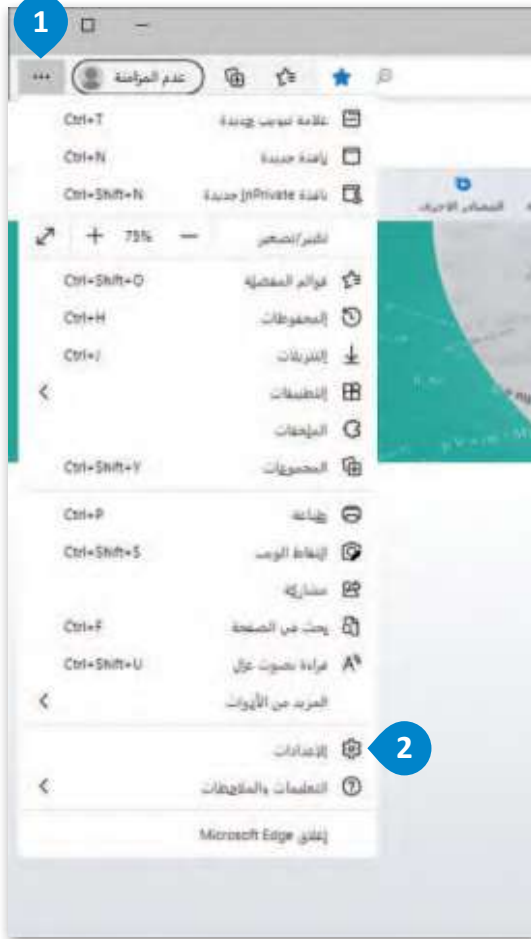 1
عدم المزامنة
علامة تبويب جديدة Ctrl+T
نافذة جديدة Ctrl+N
نافذة InPrivate جديدة Ctrl+Shift+N
تكبير/تصغير — 75% +
قوائم المفضلة Ctrl+Shift+O
المحفوظات Ctrl+H
التنزيلات Ctrl+J
التطبيقات
الملحقات
المجموعات Ctrl+Shift+Y
طباعة Ctrl+P
التقاط الويب Ctrl+Shift+S
مشاركة
بحث في الصفحة Ctrl+F
قراءة بصوت عالٍ Ctrl+Shift+U
المزيد من الأدوات
الإعدادات 2
التعليمات والملاحظات
إغلاق Microsoft Edge